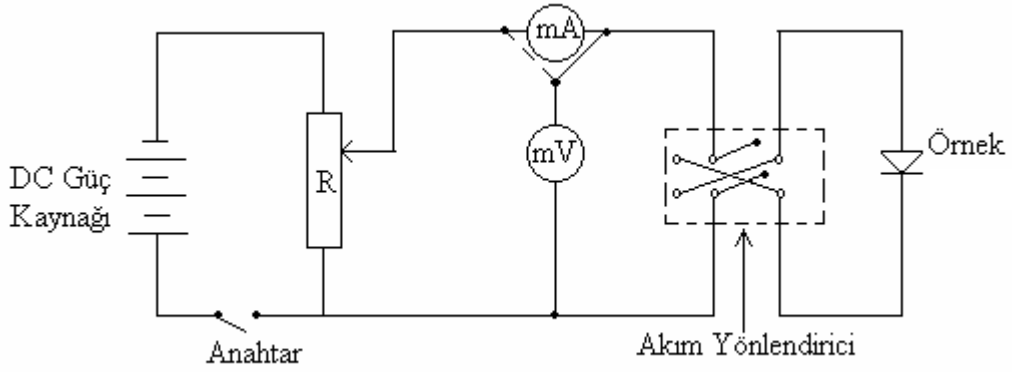 mA
mV
R
DC Güç
Kaynağı
Örnek
Anahtar
Akım Yönlendirici